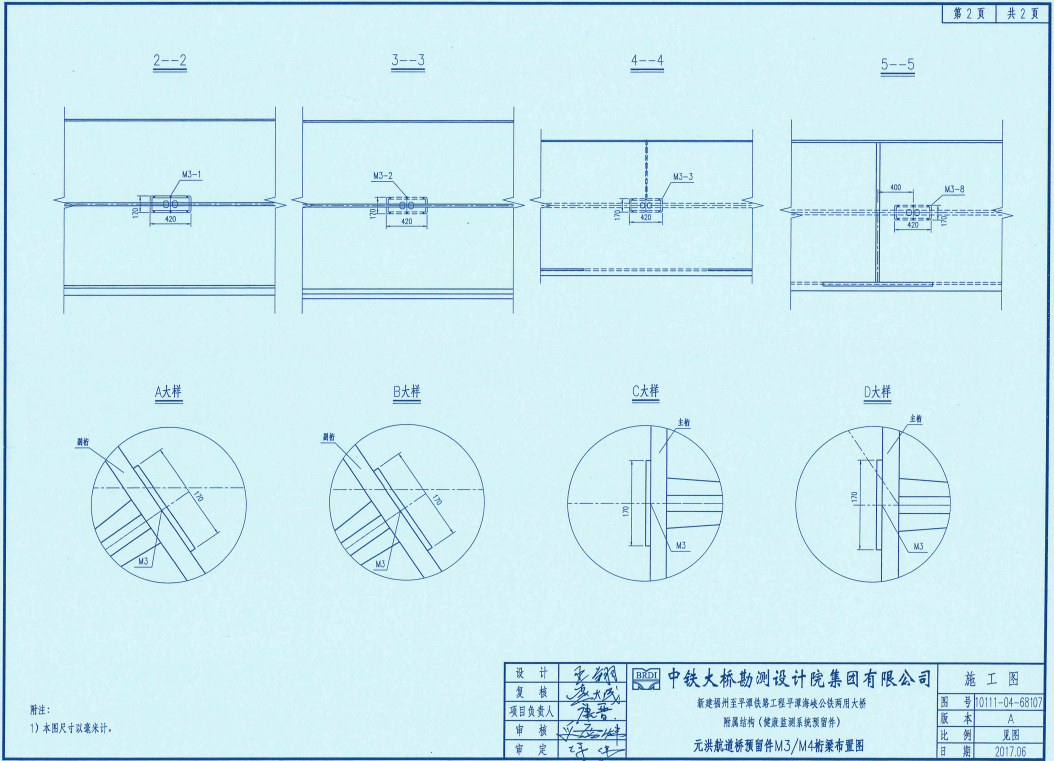 第 2 页 共 2 页
2--2
3--3
4--4
5--5
M3-1
170
420
M3-2
170
420
M3-3
170
420
400
M3-8
420
170
A大样
B大样
C大样
D大样
副桁
170
M3
副桁
170
M3
主桁
170
M3
主桁
170
M3
附注:
1) 本图尺寸以毫米计。
设 计
复 核
项目负责人
审 核
审 定
BRDI 中铁大桥勘测设计院集团有限公司
新建福州至平潭铁路工程平潭海峡公铁两用大桥
附属结构(健康监测系统预留件)
元洪航道桥预留件M3/M4桁梁布置图
施 工 图
图 号 10111-04-68107
版 本 A
比 例 见图
日 期 2017.06